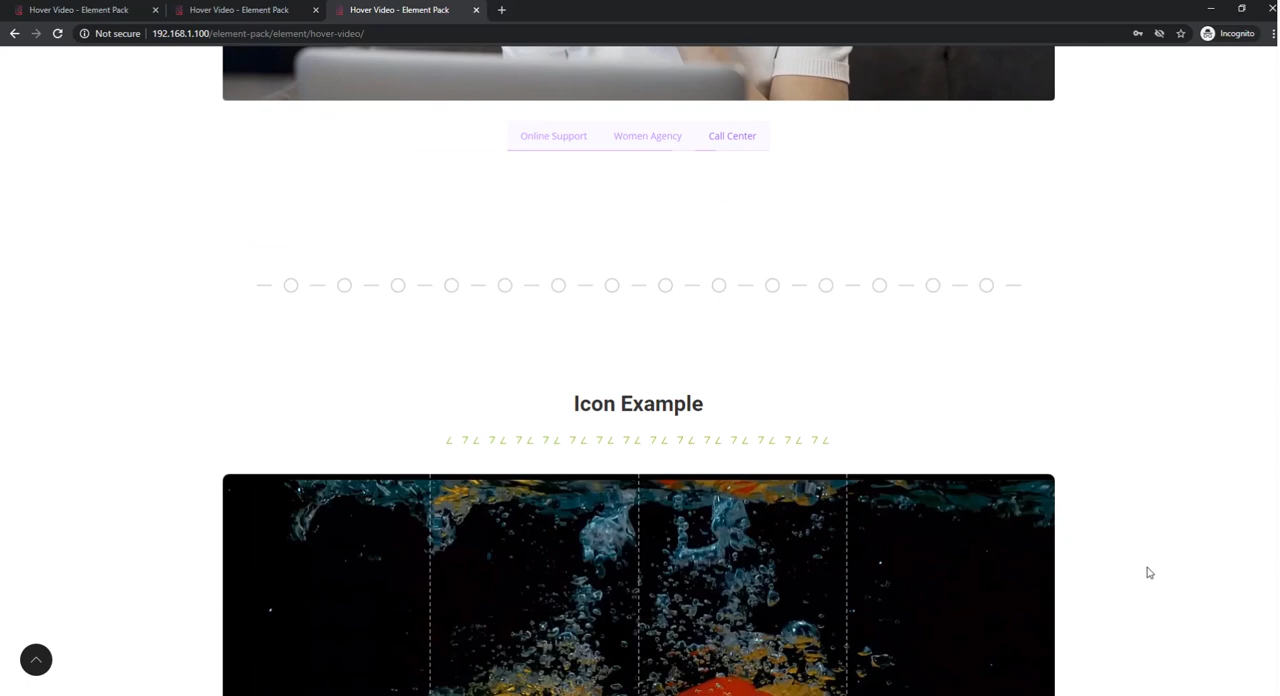 Hover Video - Element Pack
Hover Video - Element Pack
Hover Video - Element Pack
Not secure 192.168.1.100/element-pack/element/hover-video/
Incognito
Online Support Women Agency Call Center
Icon Example